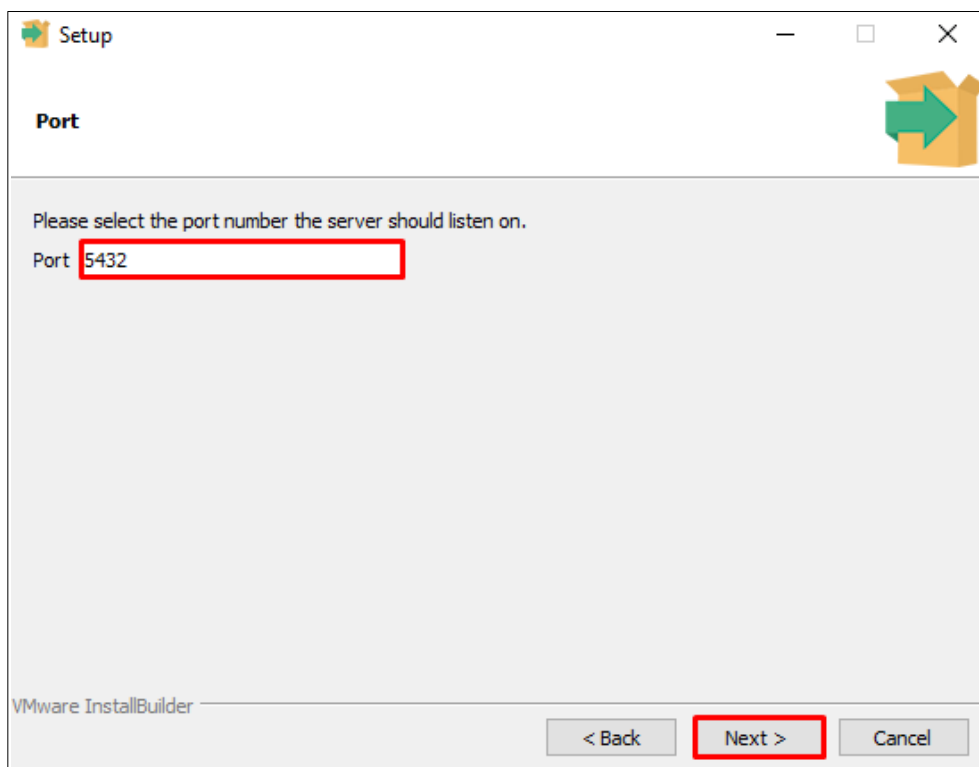 Setup
Port
Please select the port number the server should listen on.
Port 5432
VMware InstallBuilder
< Back Next > Cancel